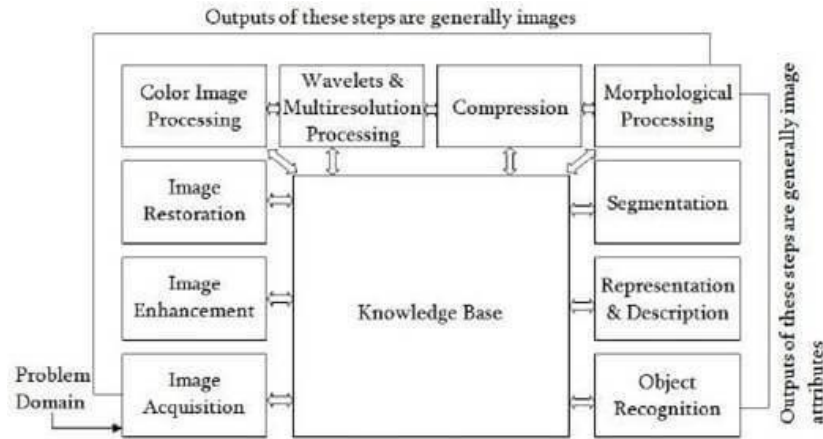 Outputs of these steps are generally images
Color Image
Processing
Wavelets &
Multiresolution
Processing
Compression
Morphological
Processing
Image
Restoration
Segmentation
Image
Enhancement
Knowledge Base
Representation
& Description
Problem
Domain
Image
Acquisition
Object
Recognition
Outputs of these steps are generally image
attributes